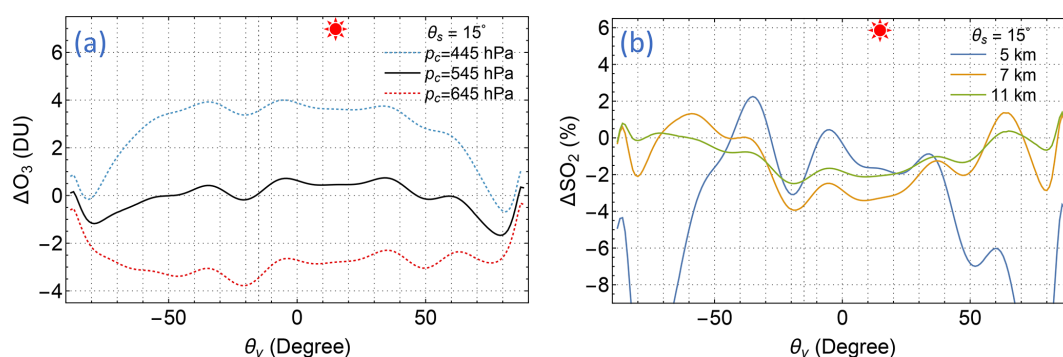 (a)
θs = 15°
pc=445 hPa
pc=545 hPa
pc=645 hPa
ΔO3 (DU)
6
4
2
0
−2
−4
−50
0
50
θv (Degree)
(b)
θs = 15°
5 km
7 km
11 km
ΔSO2 (%)
6
4
2
0
−2
−4
−6
−8
−50
0
50
θv (Degree)